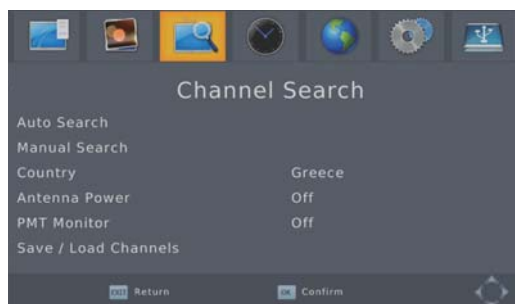 Channel Search
Auto Search
Manual Search
Country Greece
Antenna Power Off
PMT Monitor Off
Save / Load Channels
EXIT Return OK Confirm